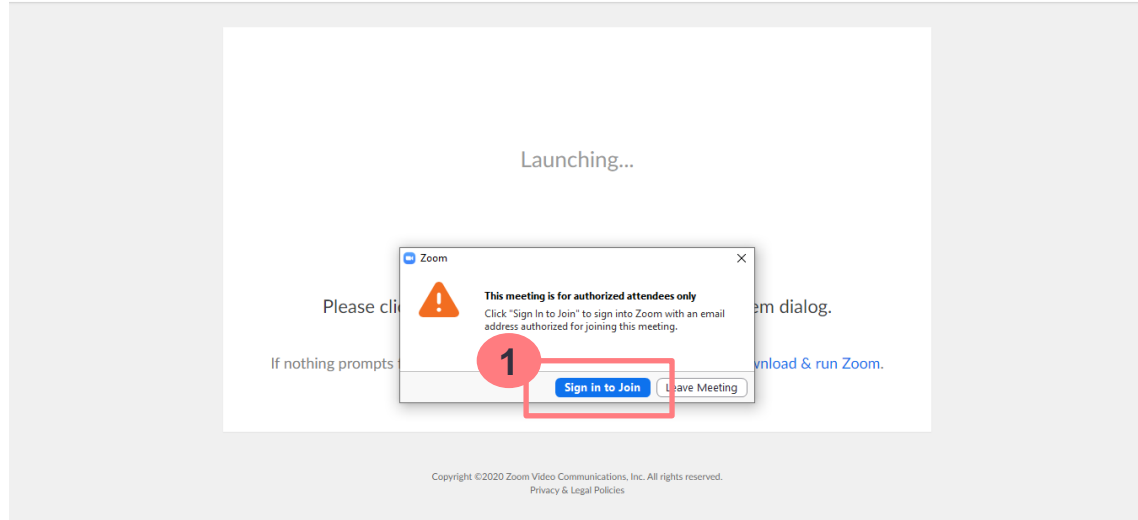 Launching...
Zoom
This meeting is for authorized attendees only
Click "Sign In to Join" to sign into Zoom with an email
address authorized for joining this meeting.
Please em dialog.
If nothing prompts & run Zoom.
1
Sign in to Join
Leave Meeting
Copyright ©2020 Zoom Video Communications, Inc. All rights reserved.
Privacy & Legal Policies